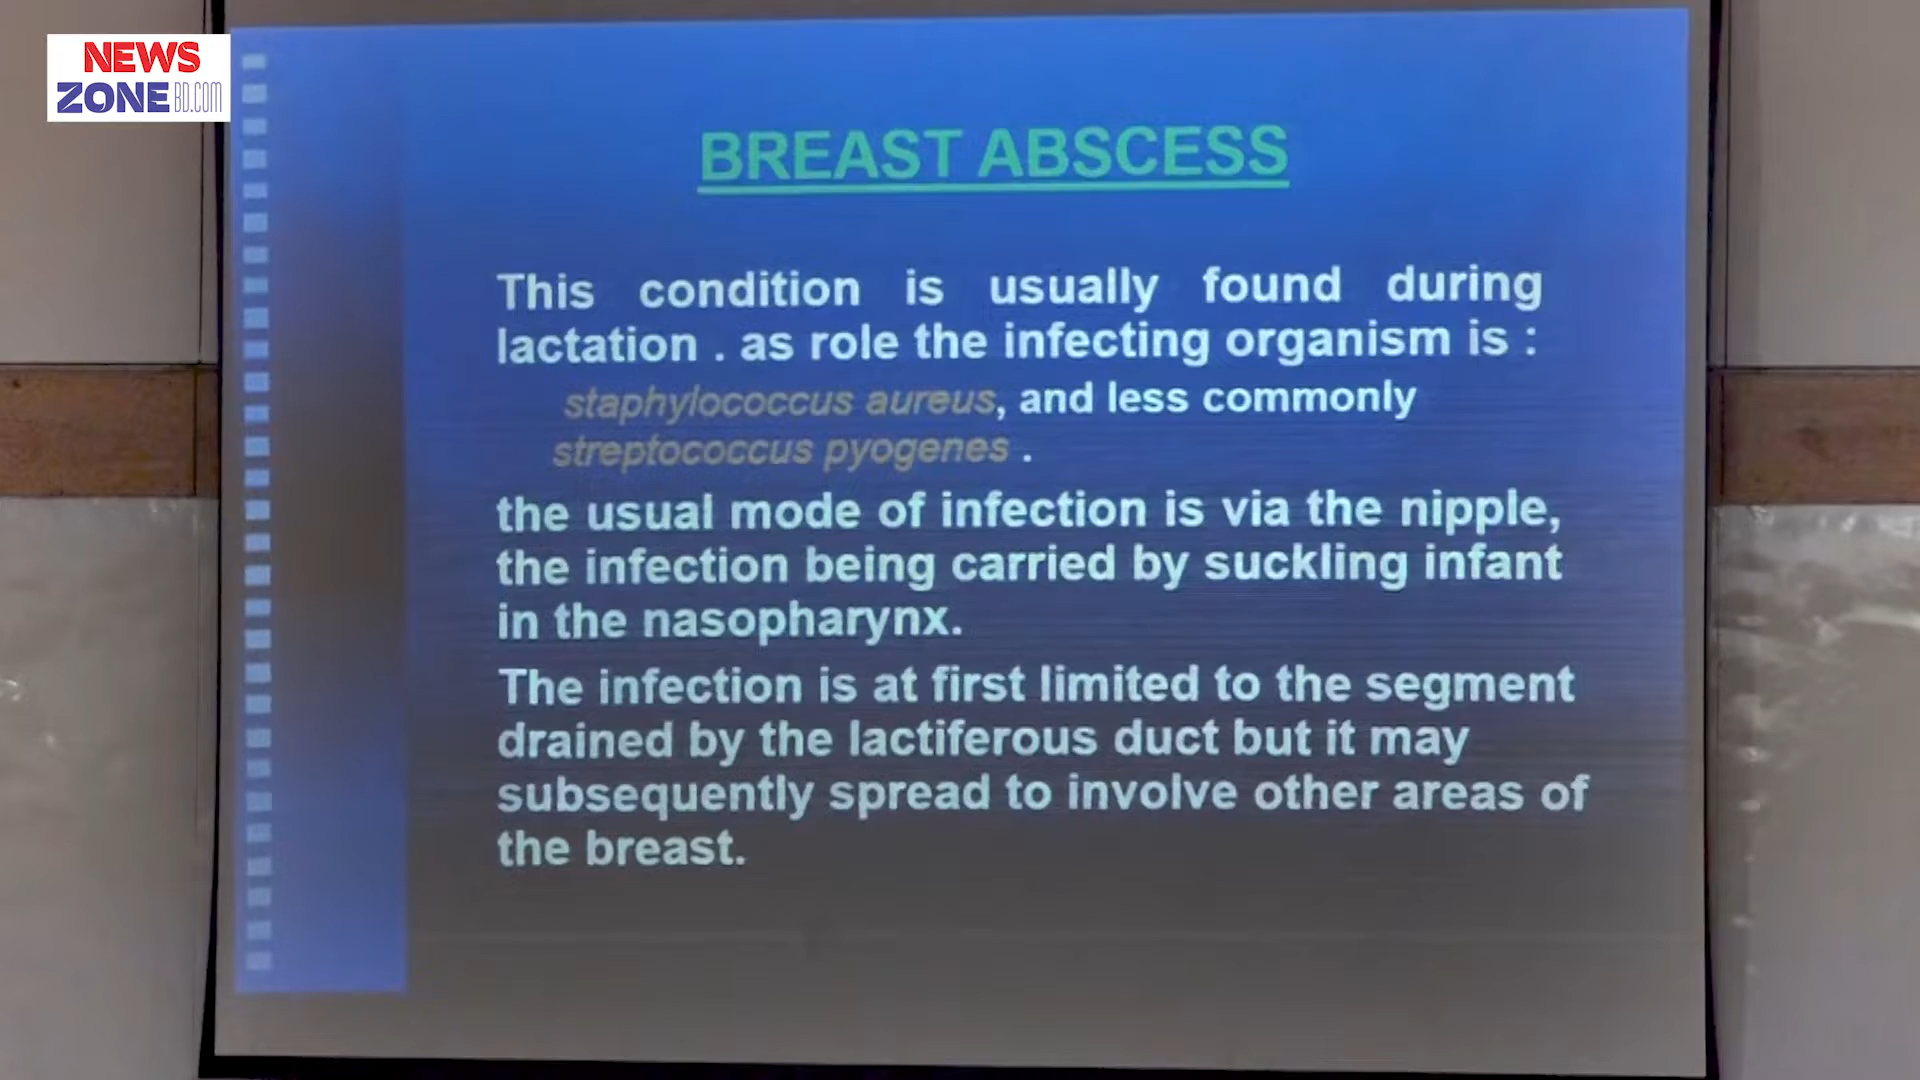 NEWS
ZONE BD.COM
BREAST ABSCESS
This condition is usually found during
lactation . as role the infecting organism is :
staphylococcus aureus, and less commonly
streptococcus pyogenes .
the usual mode of infection is via the nipple,
the infection being carried by suckling infant
in the nasopharynx.
The infection is at first limited to the segment
drained by the lactiferous duct but it may
subsequently spread to involve other areas of
the breast.